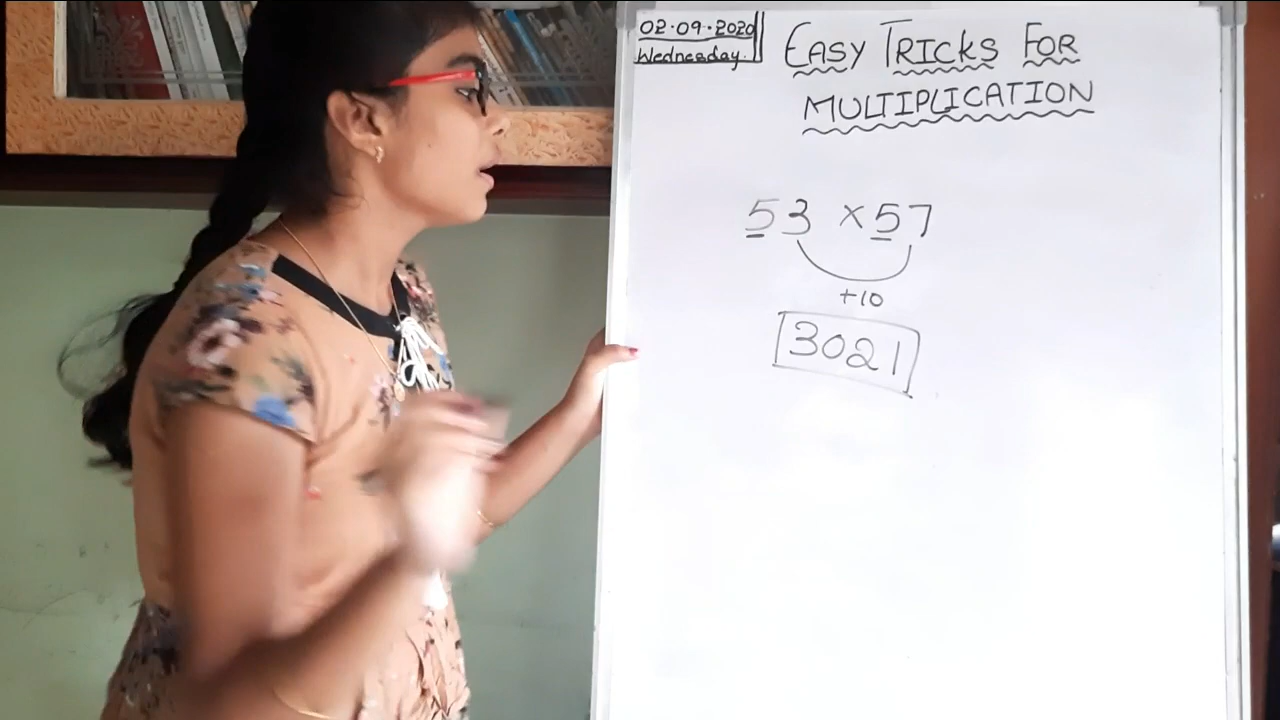 02.09.2020
Wednesday.
EASY TRICKS FOR
MULTIPLICATION
53 × 57
+10
3021